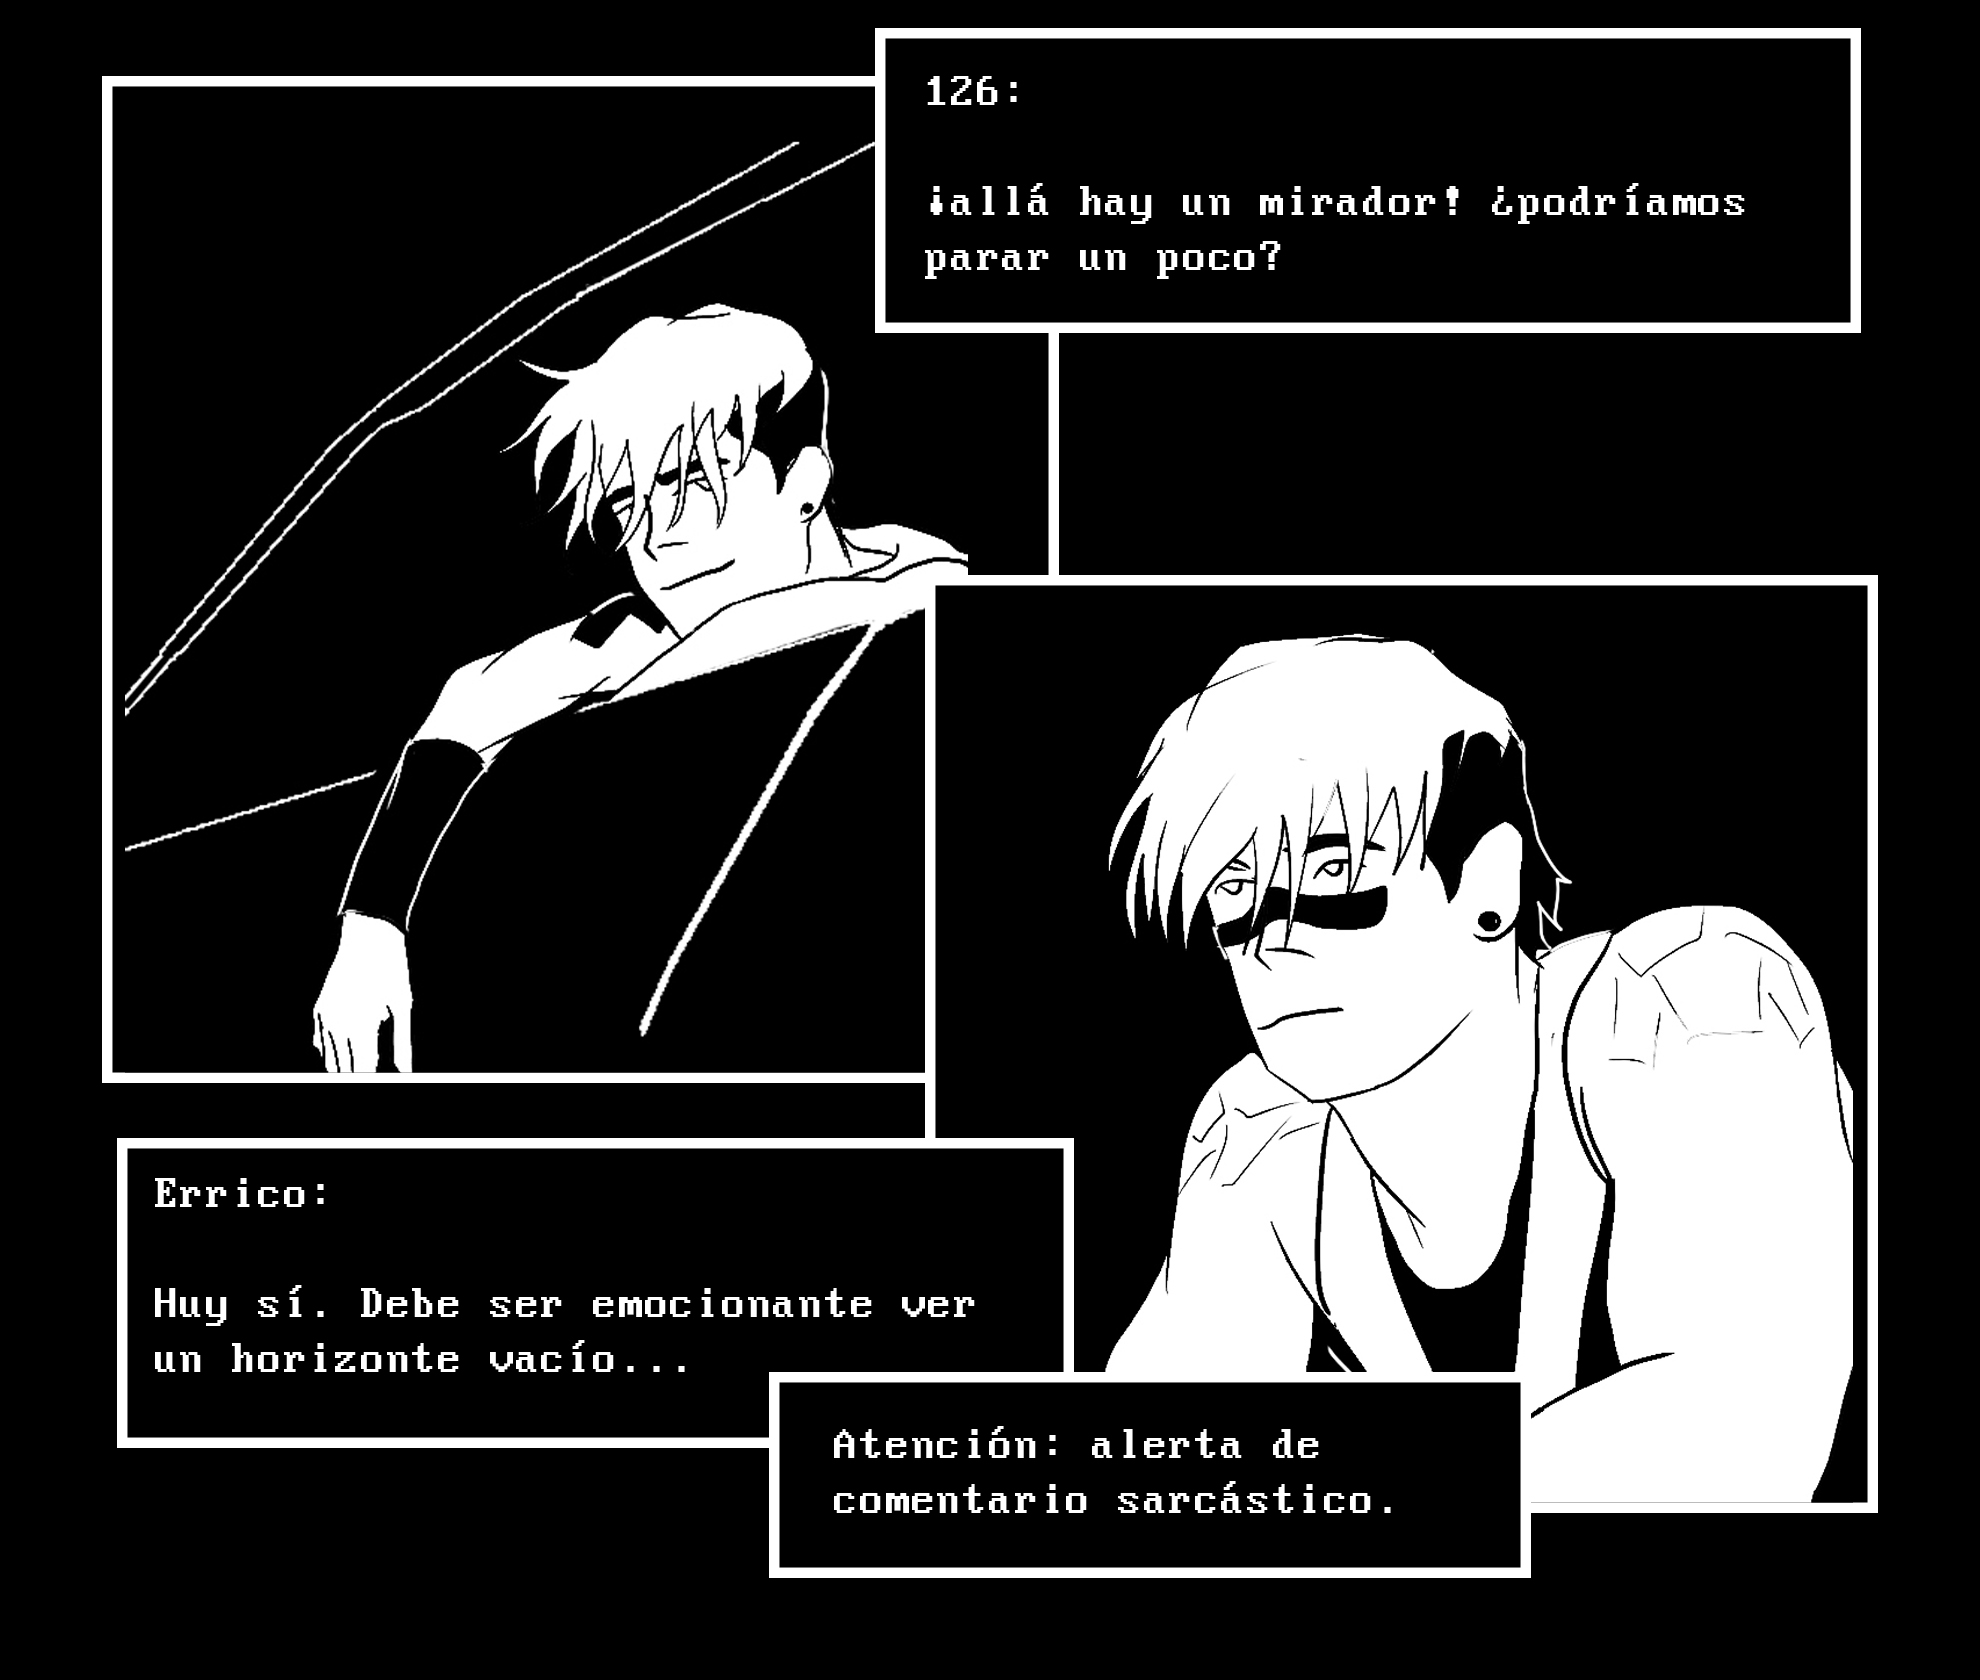 126:
¡allá hay un mirador! ¿podríamos
parar un poco?
Errico:
Huy sí. Debe ser emocionante ver
un horizonte vacío...
Atención: alerta de
comentario sarcástico.